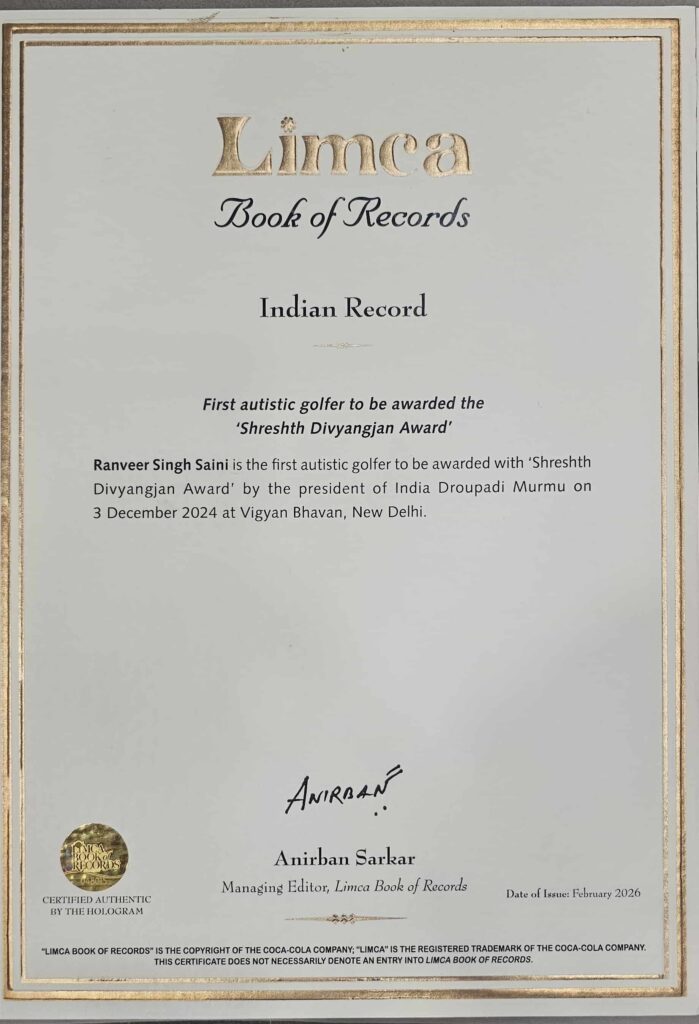 Limca
Book of Records
Indian Record
First autistic golfer to be awarded the
‘Shreshth Divyangjan Award’
Ranveer Singh Saini is the first autistic golfer to be awarded with ‘Shreshth
Divyangjan Award’ by the president of India Droupadi Murmu on
3 December 2024 at Vigyan Bhavan, New Delhi.
ANIRBAN
Anirban Sarkar
Managing Editor, Limca Book of Records
LIMCA
BOOK of
RECORDS
CERTIFIED AUTHENTIC
BY THE HOLOGRAM
Date of Issue: February 2026
"LIMCA BOOK OF RECORDS" IS THE COPYRIGHT OF THE COCA-COLA COMPANY; "LIMCA" IS THE REGISTERED TRADEMARK OF THE COCA-COLA COMPANY.
THIS CERTIFICATE DOES NOT NECESSARILY DENOTE AN ENTRY INTO LIMCA BOOK OF RECORDS.